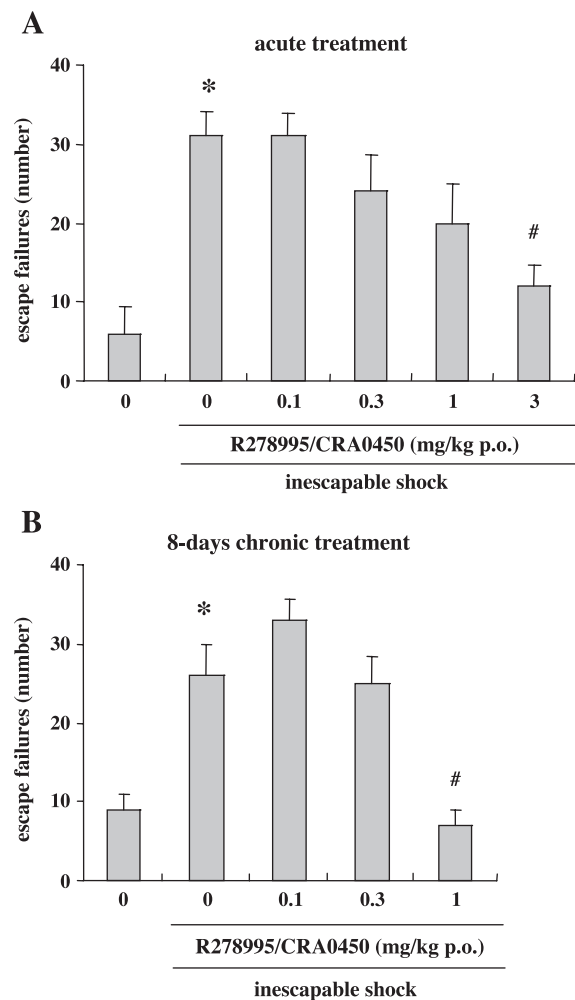 A
acute treatment
escape failures (number)
40
30
20
10
0
*
#
0 0 0.1 0.3 1 3
R278995/CRA0450 (mg/kg p.o.)
inescapable shock
B
8-days chronic treatment
escape failures (number)
40
30
20
10
0
*
#
0 0 0.1 0.3 1
R278995/CRA0450 (mg/kg p.o.)
inescapable shock